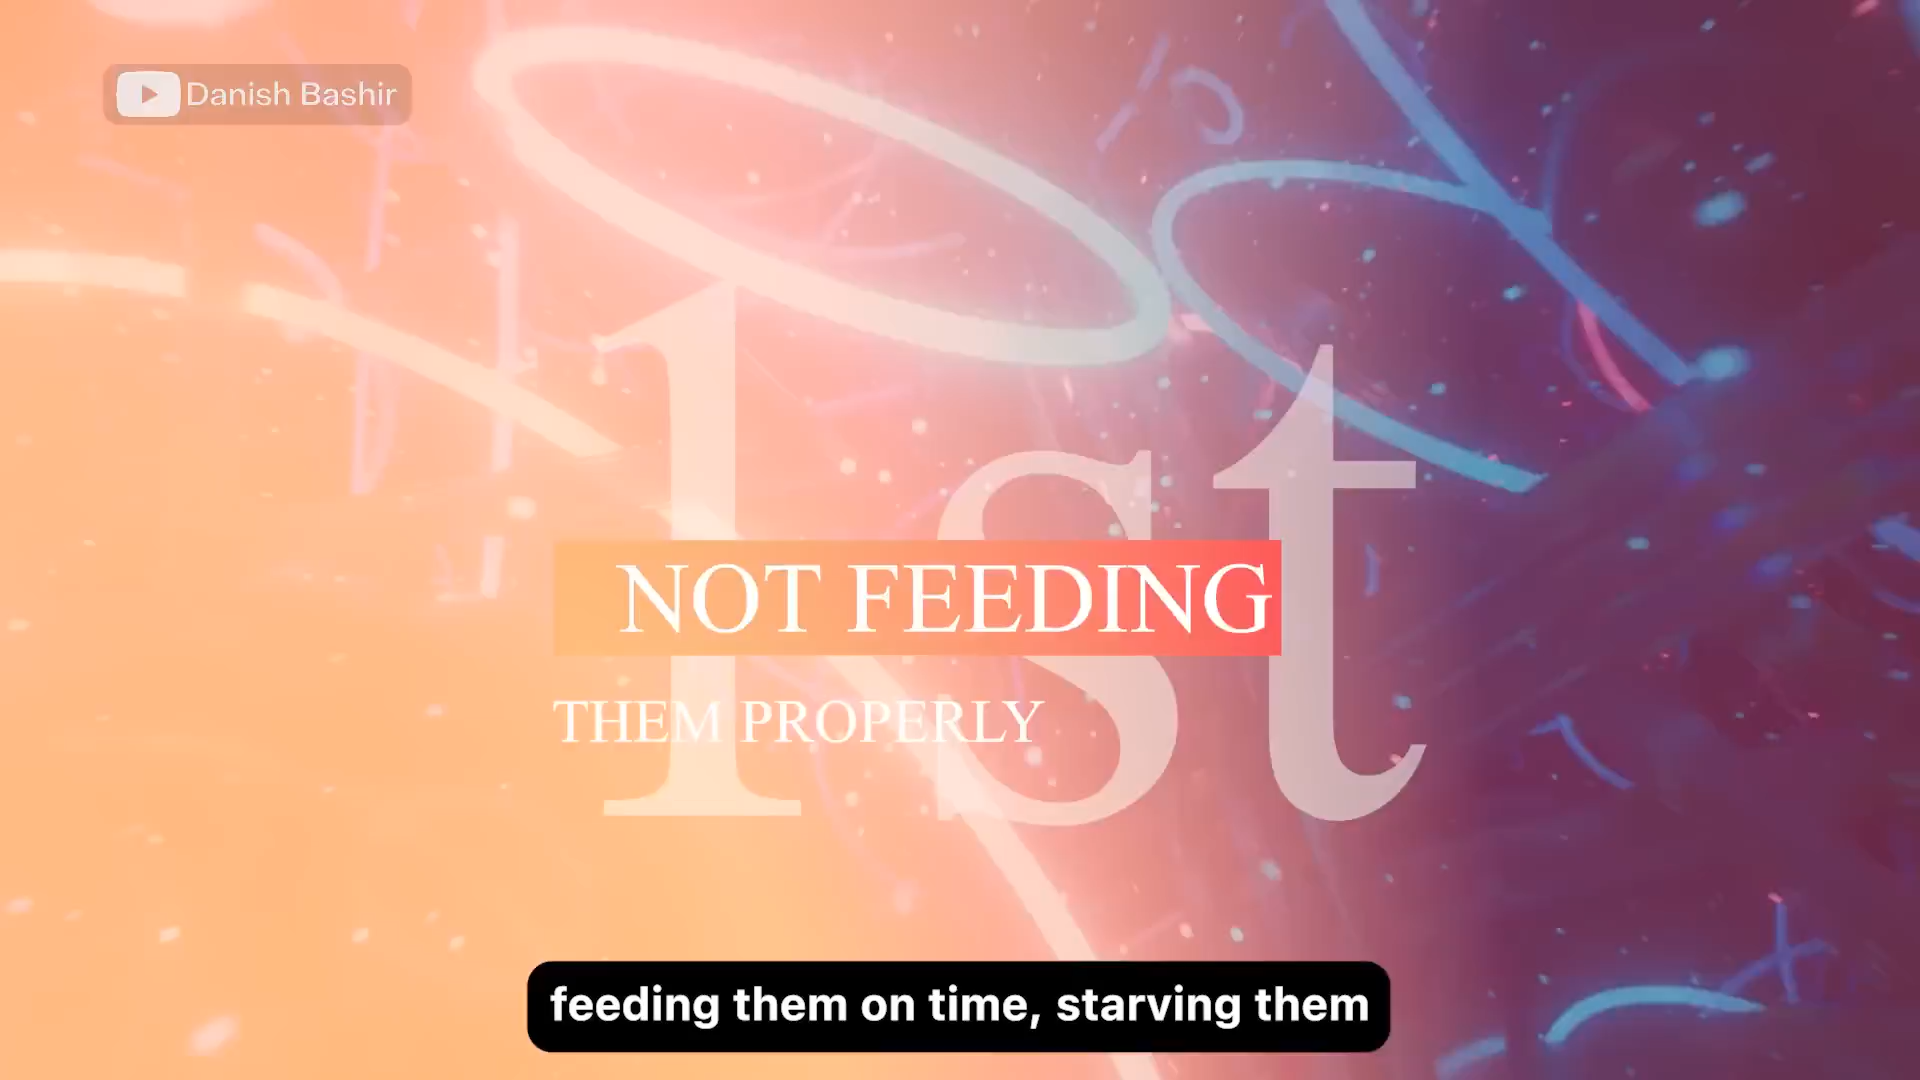 Danish Bashir
1st
NOT FEEDING
THEM PROPERLY
feeding them on time, starving them